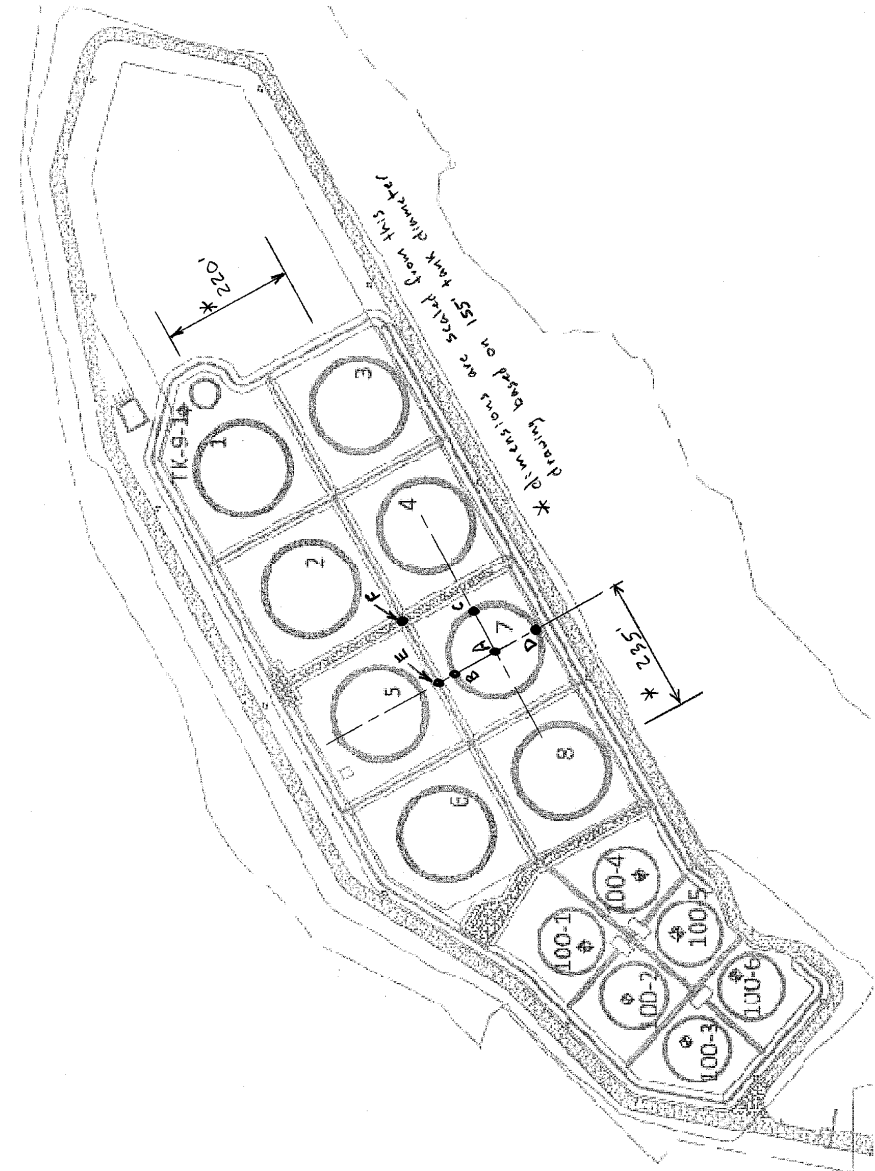 * 220'
TK-9-1
1
2
3
4
5
6
7
8
* dimensions are scaled from this
drawing based on 155' tank diameter
F
E
C
B
A
D
* 235'
100-1
100-2
100-3
100-4
100-5
100-6